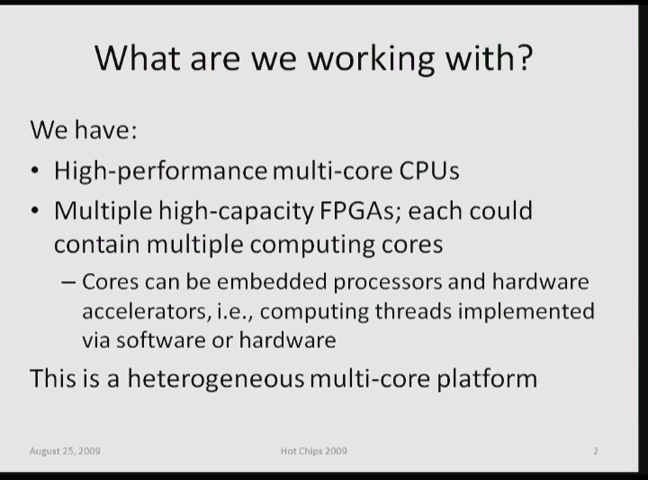 What are we working with?
We have:
• High-performance multi-core CPUs
• Multiple high-capacity FPGAs; each could
contain multiple computing cores
– Cores can be embedded processors and hardware
accelerators, i.e., computing threads implemented
via software or hardware
This is a heterogeneous multi-core platform
August 25, 2009
Hot Chips 2009
2